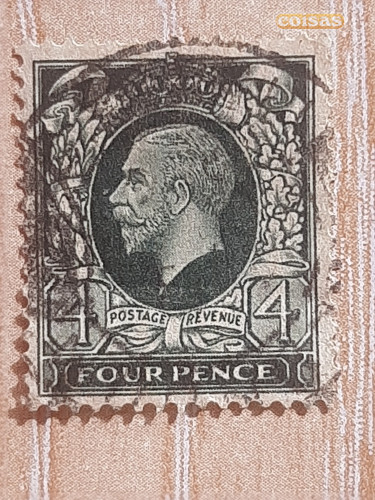 COISAS
4
POSTAGE REVENUE
4
FOUR PENCE